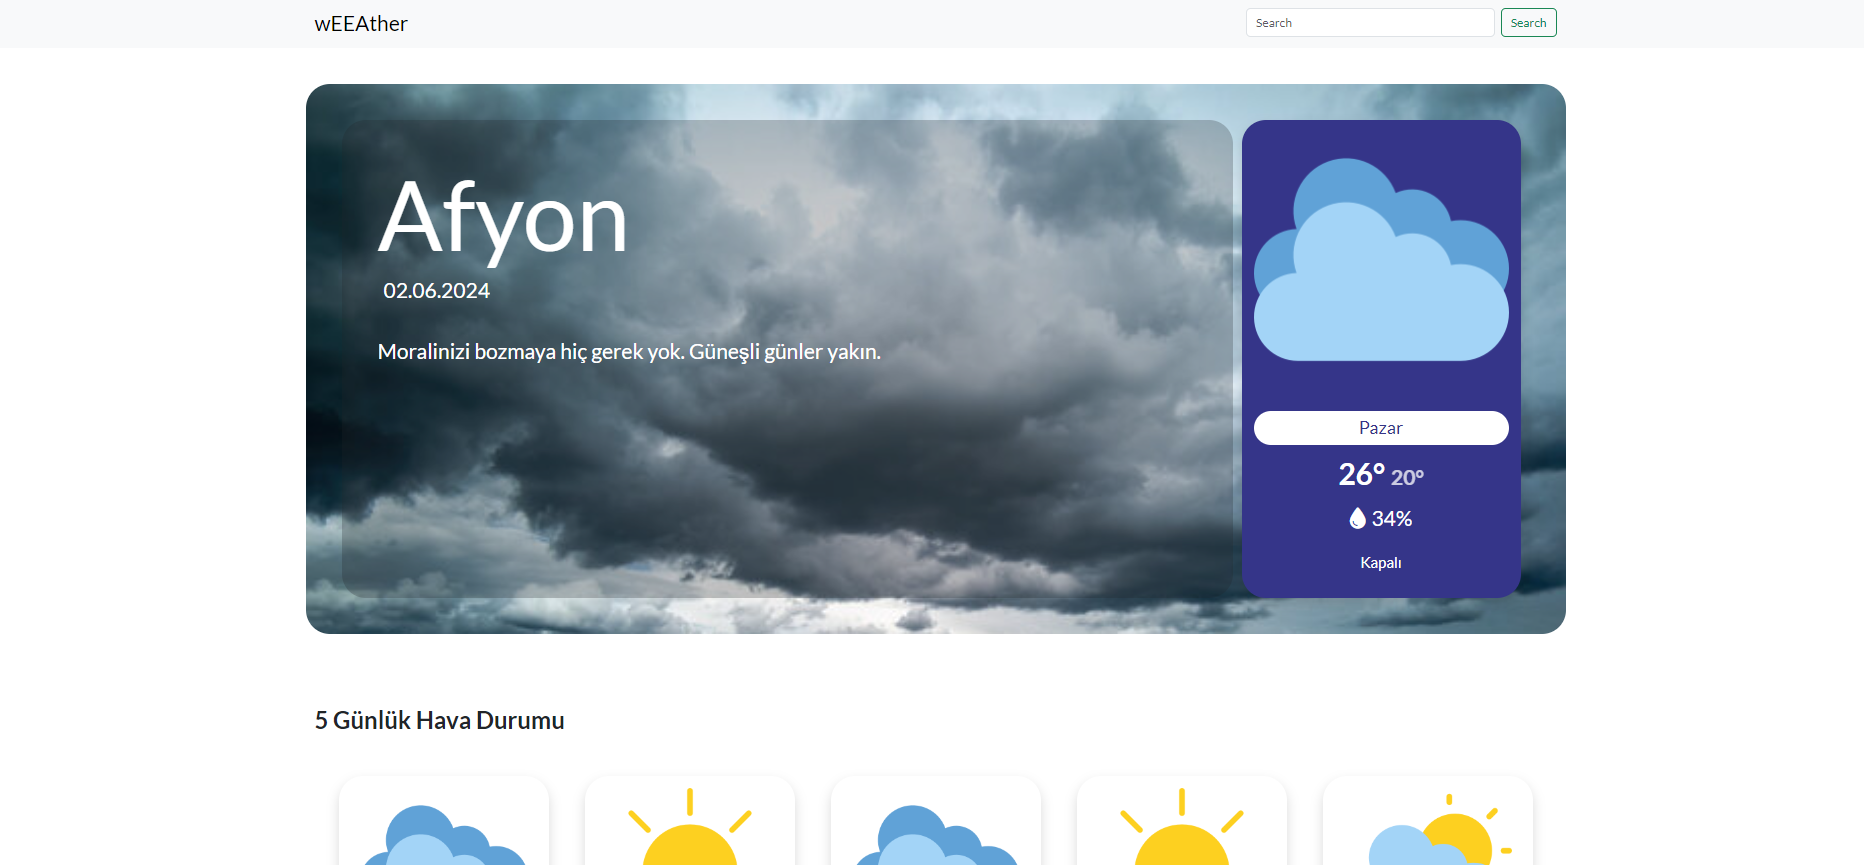 wEEAther
Search
Search
Afyon
02.06.2024
Moralinizi bozmaya hiç gerek yok. Güneşli günler yakın.
Pazar
26° 20°
34%
Kapalı
5 Günlük Hava Durumu